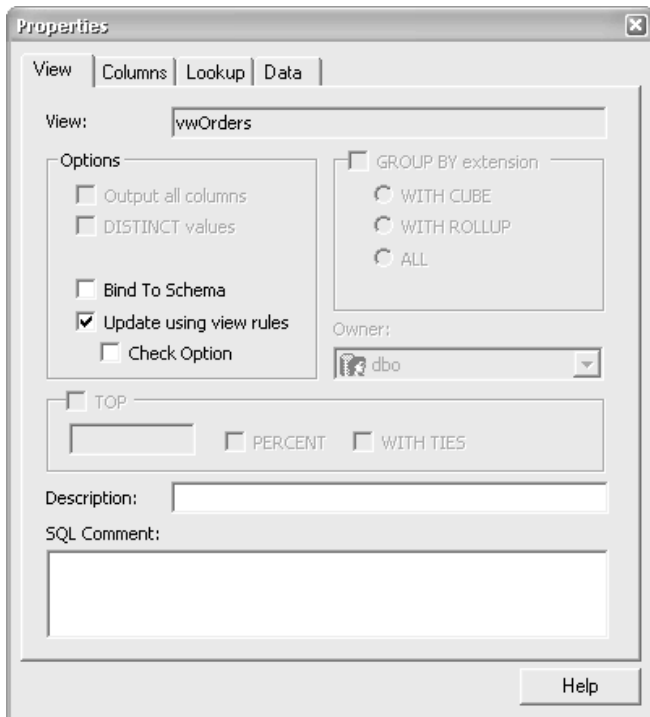 Properties
View Columns Lookup Data
View: vwOrders
Options
Output all columns
DISTINCT values
Bind To Schema
Update using view rules
Check Option
GROUP BY extension
WITH CUBE
WITH ROLLUP
ALL
Owner:
dbo
TOP
PERCENT WITH TIES
Description:
SQL Comment:
Help